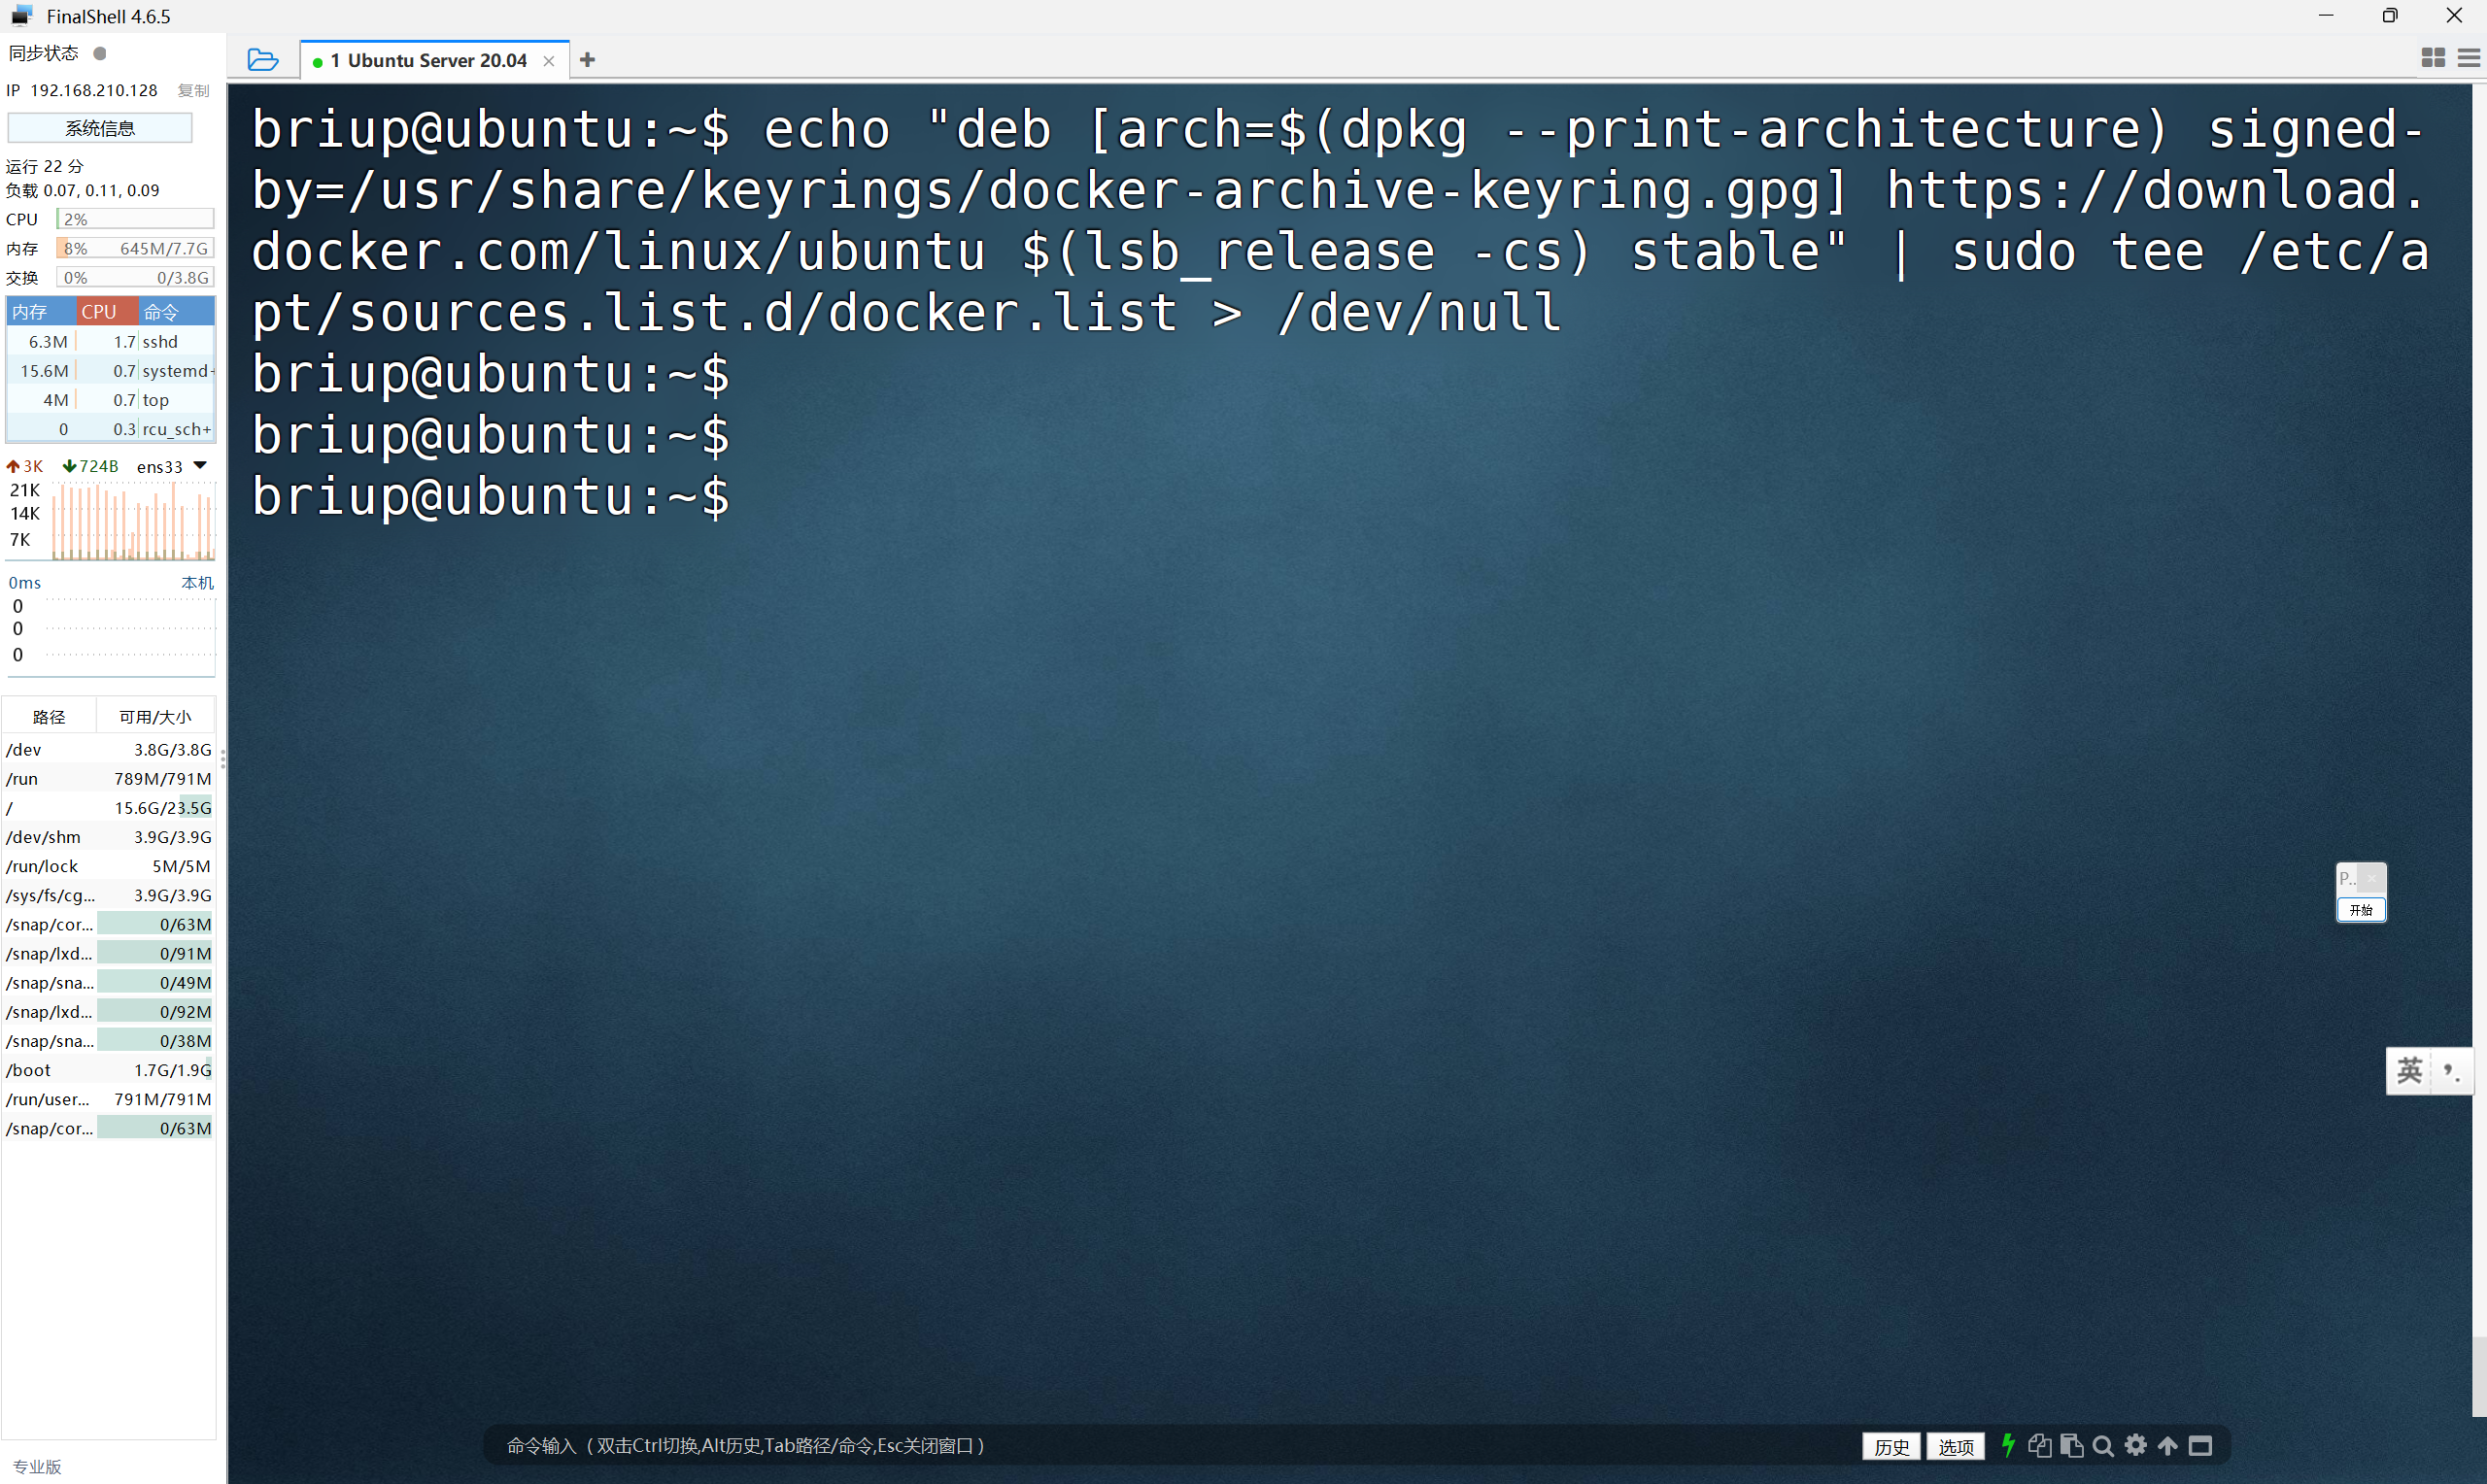 FinalShell 4.6.5
同步状态
IP 192.168.210.128 复制
系统信息
运行 22 分
负载 0.07, 0.11, 0.09
CPU 2%
内存 8% 645M/7.7G
交换 0% 0/3.8G
内存 CPU 命令
6.3M 1.7 sshd
15.6M 0.7 systemd+
4M 0.7 top
0 0.3 rcu_sch+
3K 724B ens33
21K
14K
7K
0ms 本机
0
0
0
路径 可用/大小
/dev 3.8G/3.8G
/run 789M/791M
/ 15.6G/23.5G
/dev/shm 3.9G/3.9G
/run/lock 5M/5M
/sys/fs/cg... 3.9G/3.9G
/snap/cor... 0/63M
/snap/lxd... 0/91M
/snap/sna... 0/49M
/snap/lxd... 0/92M
/snap/sna... 0/38M
/boot 1.7G/1.9G
/run/user... 791M/791M
/snap/cor... 0/63M
专业版
1 Ubuntu Server 20.04
briup@ubuntu:~$ echo "deb [arch=$(dpkg --print-architecture) signed-
by=/usr/share/keyrings/docker-archive-keyring.gpg] https://download.
docker.com/linux/ubuntu $(lsb_release -cs) stable" | sudo tee /etc/a
pt/sources.list.d/docker.list > /dev/null
briup@ubuntu:~$
briup@ubuntu:~$
briup@ubuntu:~$
P...
开始
英 ,.
命令输入 ( 双击Ctrl切换,Alt历史,Tab路径/命令,Esc关闭窗口 )
历史 选项